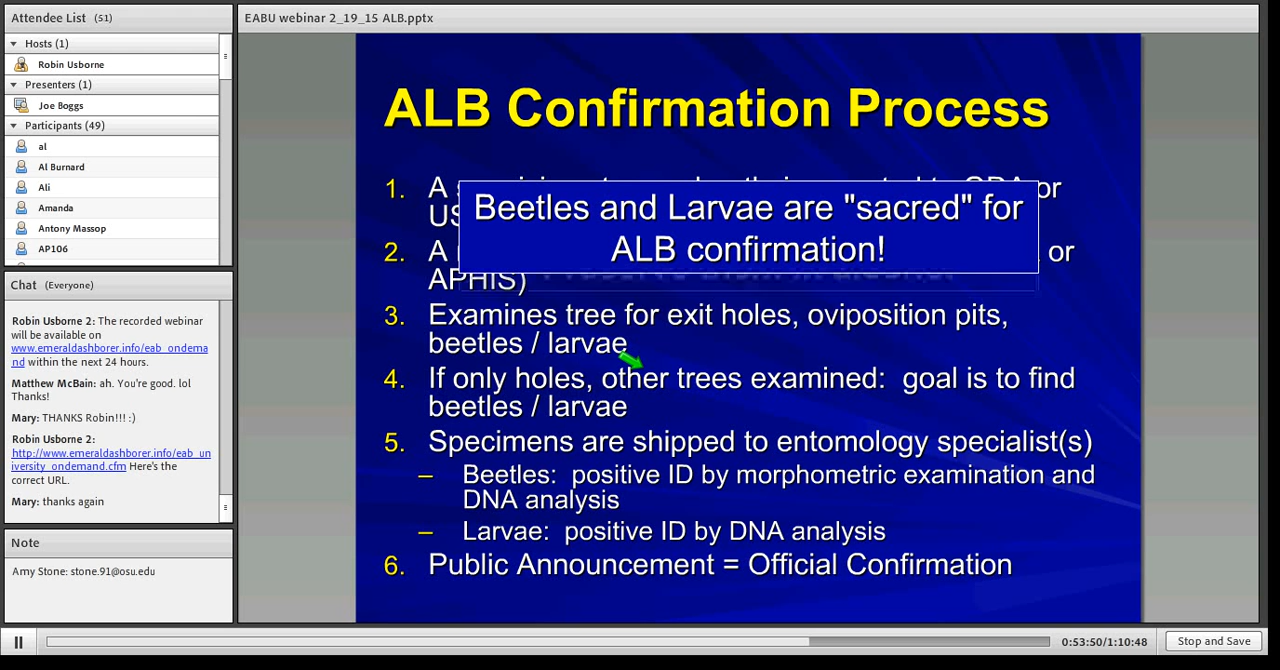 Attendee List (51)
Hosts (1)
Robin Usborne
Presenters (1)
Joe Boggs
Participants (49)
al
Al Burnard
Ali
Amanda
Antony Massop
AP106
Chat (Everyone)
Robin Usborne 2: The recorded webinar
will be available on
www.emeraldashborer.info/eab_ondema
nd within the next 24 hours.
Matthew McBain: ah. You're good. lol
Thanks!
Mary: THANKS Robin!!! :)
Robin Usborne 2:
http://www.emeraldashborer.info/eab_un
iversity_ondemand.cfm Here's the
correct URL.
Mary: thanks again
Note
Amy Stone: stone.91@osu.edu
EABU webinar 2_19_15 ALB.pptx
ALB Confirmation Process
1. A or
Beetles and Larvae are "sacred" for
ALB confirmation!
2. A or
APHIS)
3. Examines tree for exit holes, oviposition pits,
beetles / larvae
4. If only holes, other trees examined: goal is to find
beetles / larvae
5. Specimens are shipped to entomology specialist(s)
– Beetles: positive ID by morphometric examination and
DNA analysis
– Larvae: positive ID by DNA analysis
6. Public Announcement = Official Confirmation
0:53:50/1:10:48
Stop and Save